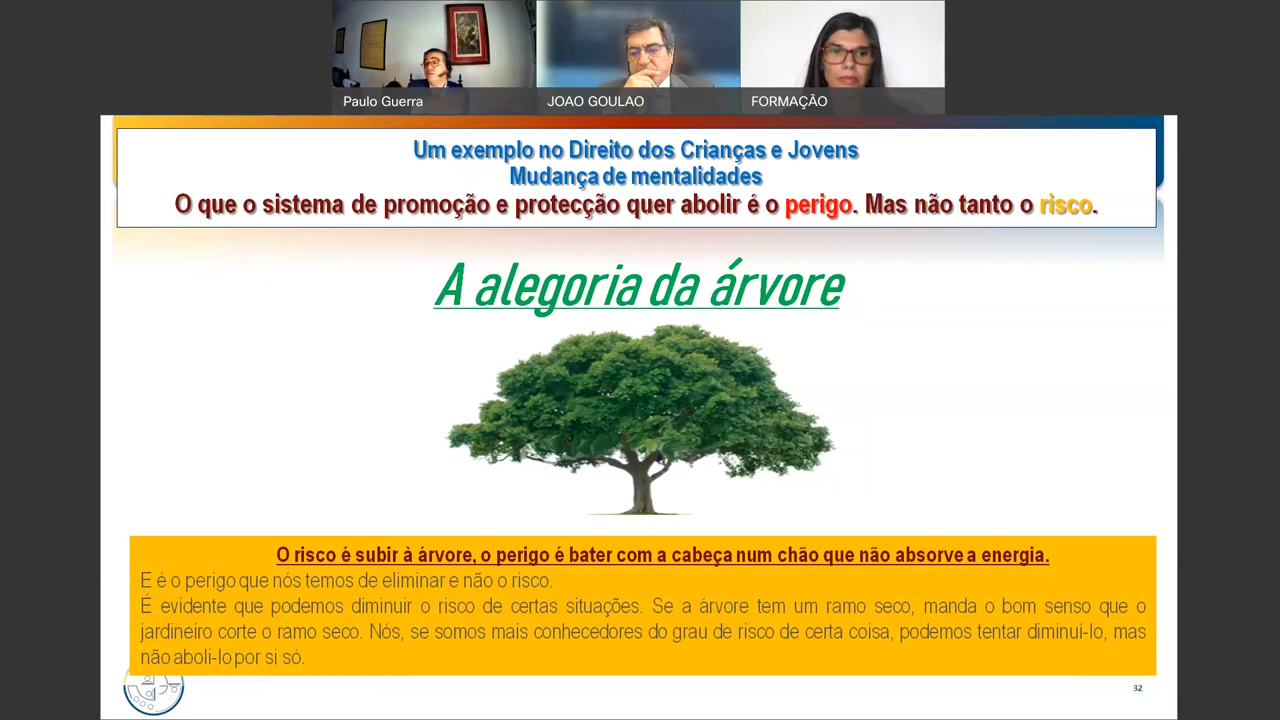 Paulo Guerra
JOAO GOULAO
FORMAÇÃO
Um exemplo no Direito dos Crianças e Jovens
Mudança de mentalidades
O que o sistema de promoção e protecção quer abolir é o perigo. Mas não tanto o risco.
A alegoria da árvore
O risco é subir à árvore, o perigo é bater com a cabeça num chão que não absorve a energia.
E é o perigo que nós temos de eliminar e não o risco.
É evidente que podemos diminuir o risco de certas situações. Se a árvore tem um ramo seco, manda o bom senso que o
jardineiro corte o ramo seco. Nós, se somos mais conhecedores do grau de risco de certa coisa, podemos tentar diminuí-lo, mas
não aboli-lo por si só.
32